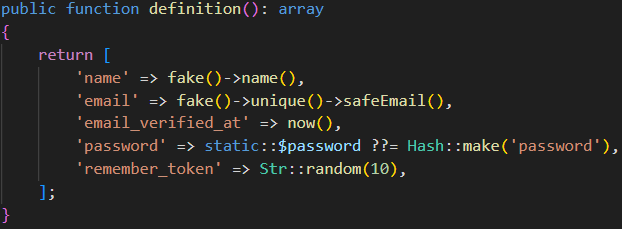 public function definition(): array
{
    return [
        'name' => fake()->name(),
        'email' => fake()->unique()->safeEmail(),
        'email_verified_at' => now(),
        'password' => static::$password ??= Hash::make('password'),
        'remember_token' => Str::random(10),
    ];
}